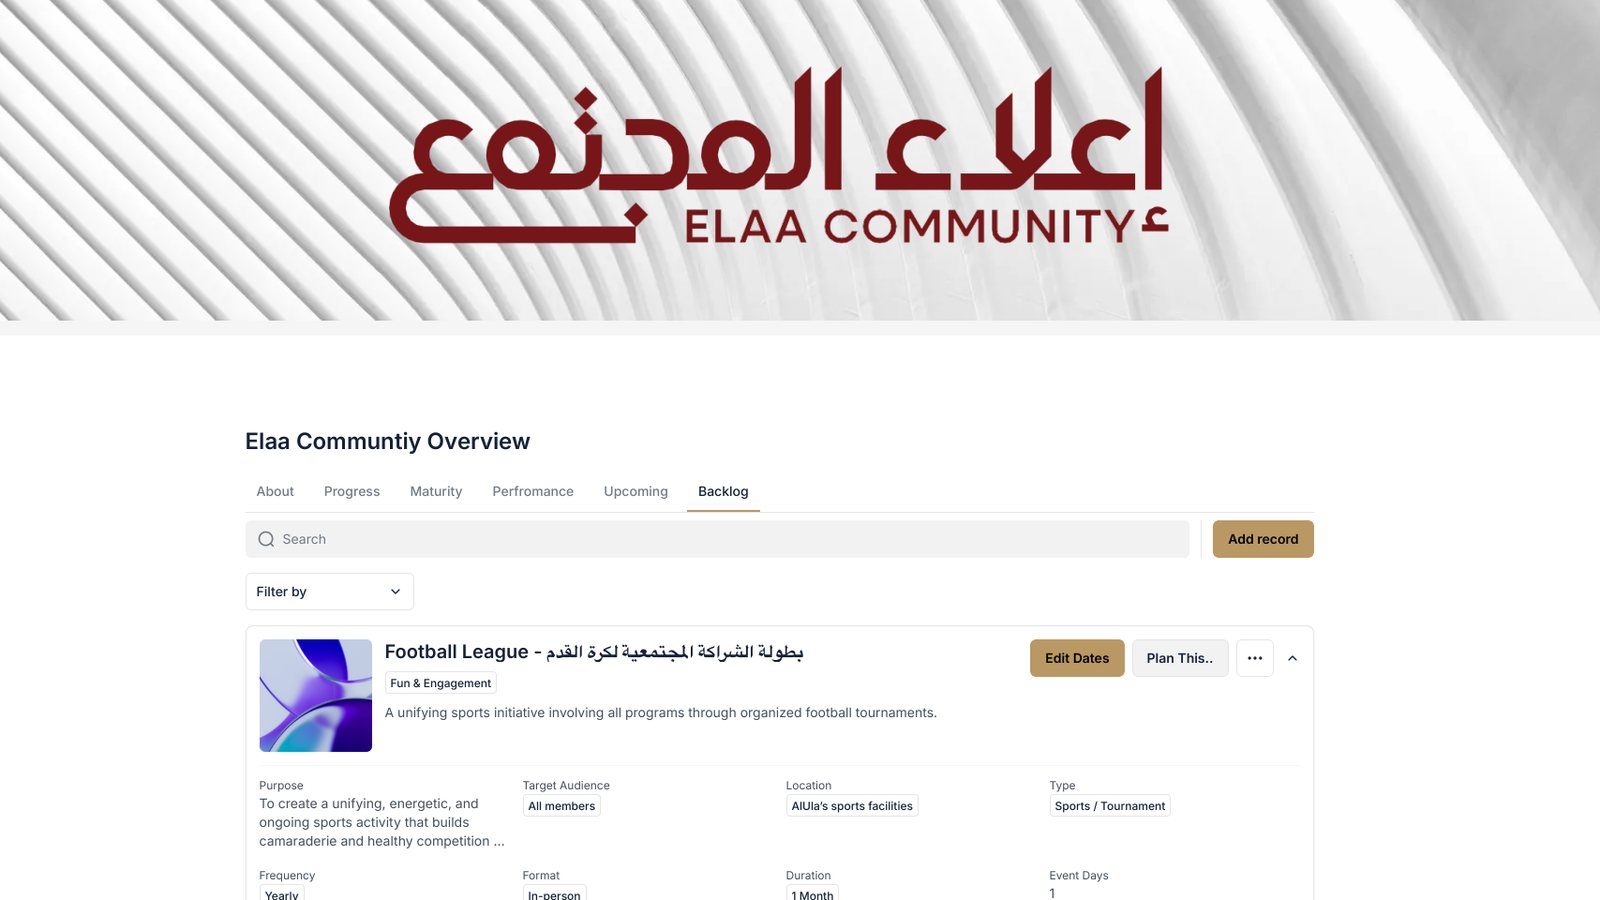 إعلاء المجتمع
ELAA COMMUNITY ء
Elaa Communtiy Overview
About Progress Maturity Perfromance Upcoming Backlog
Search
Add record
Filter by
Football League - بطولة الشراكة المجتمعية لكرة القدم
Edit Dates
Plan This..
Fun & Engagement
A unifying sports initiative involving all programs through organized football tournaments.
Purpose
To create a unifying, energetic, and
ongoing sports activity that builds
camaraderie and healthy competition ...
Target Audience
All members
Location
AlUla’s sports facilities
Type
Sports / Tournament
Frequency
Yearly
Format
In-person
Duration
1 Month
Event Days
1